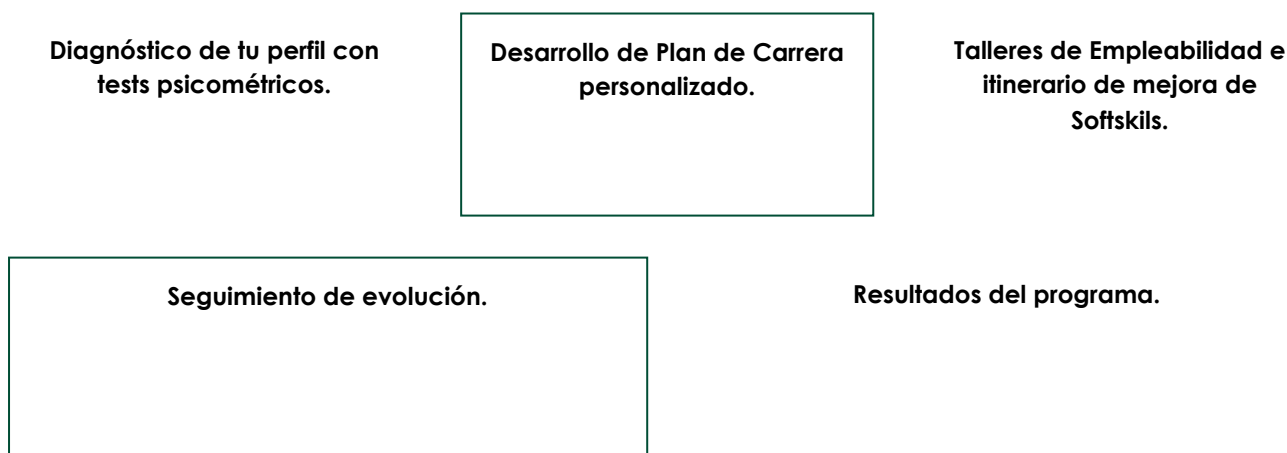 Diagnóstico de tu perfil con
tests psicométricos.
Desarrollo de Plan de Carrera
personalizado.
Talleres de Empleabilidad e
itinerario de mejora de
Softskils.
Seguimiento de evolución.
Resultados del programa.